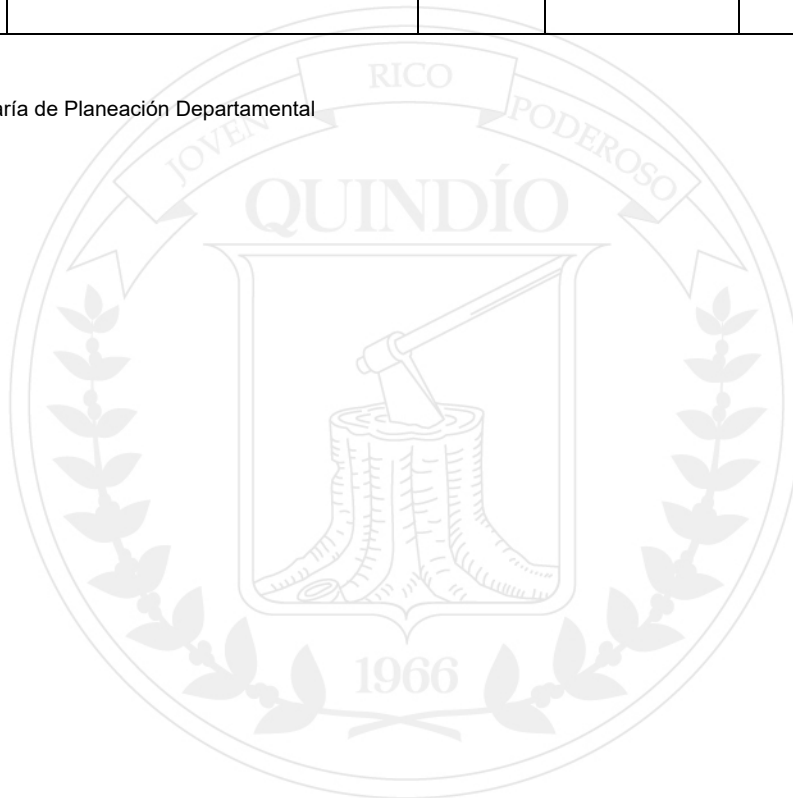 RICO
aría de Planeación Departamental
JOVEN
PODEROSO
QUINDÍO
1966